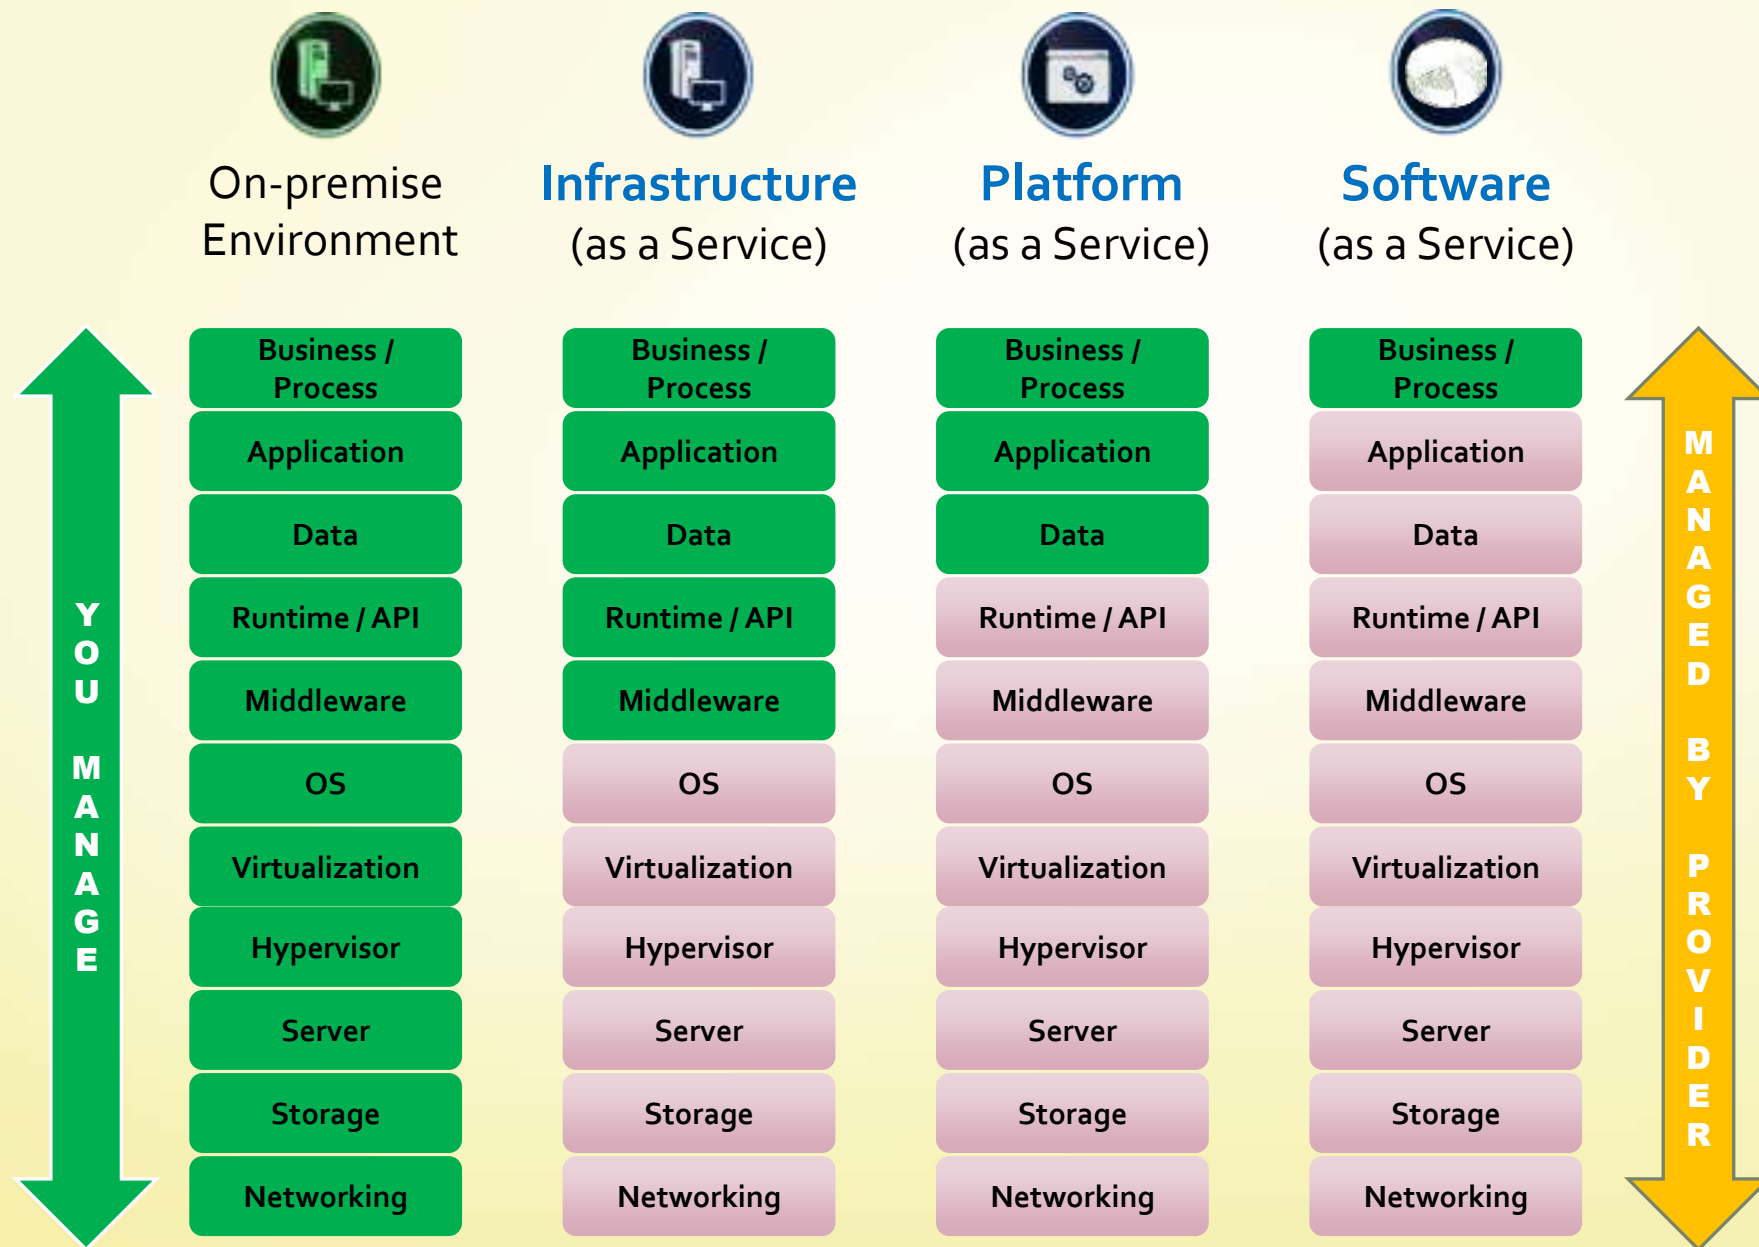 On-premise
Environment
Infrastructure
(as a Service)
Platform
(as a Service)
Software
(as a Service)
YOU MANAGE
Business /
Process
Application
Data
Runtime / API
Middleware
OS
Virtualization
Hypervisor
Server
Storage
Networking
Business /
Process
Application
Data
Runtime / API
Middleware
OS
Virtualization
Hypervisor
Server
Storage
Networking
Business /
Process
Application
Data
Runtime / API
Middleware
OS
Virtualization
Hypervisor
Server
Storage
Networking
Business /
Process
Application
Data
Runtime / API
Middleware
OS
Virtualization
Hypervisor
Server
Storage
Networking
MANAGED BY PROVIDER